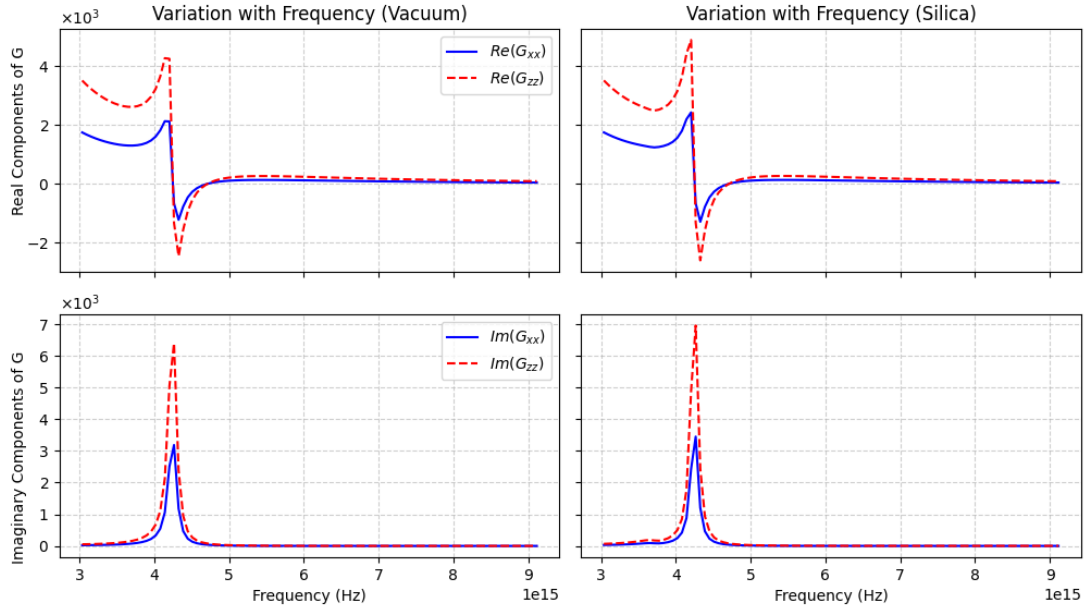 Variation with Frequency (Vacuum)
×10³
Real Components of G
4
2
0
−2
Re(Gₓₓ)
Re(G_zz)
Variation with Frequency (Silica)
×10³
Imaginary Components of G
7
6
5
4
3
2
1
0
Im(Gₓₓ)
Im(G_zz)
3 4 5 6 7 8 9
Frequency (Hz)
1e15
3 4 5 6 7 8 9
Frequency (Hz)
1e15